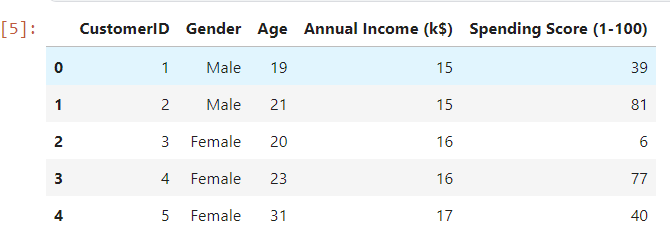 [5]: CustomerID Gender Age Annual Income (k$) Spending Score (1-100)
0 1 Male 19 15 39
1 2 Male 21 15 81
2 3 Female 20 16 6
3 4 Female 23 16 77
4 5 Female 31 17 40